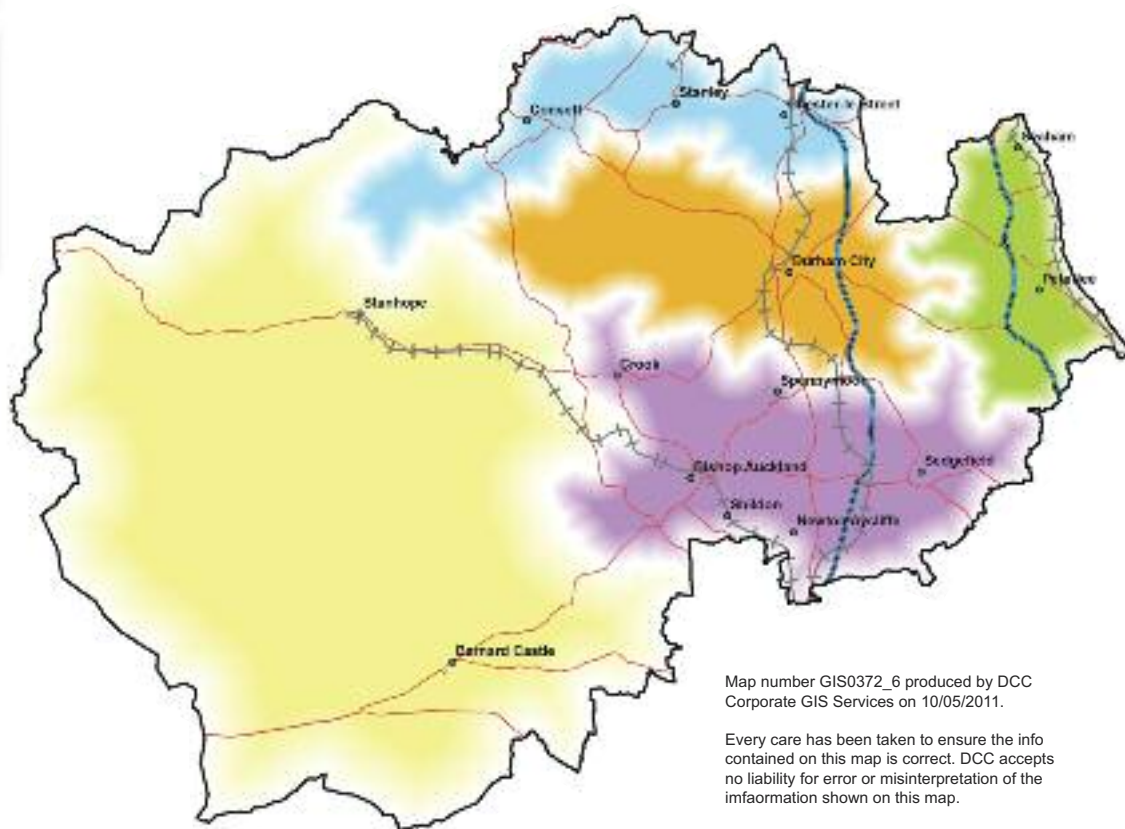 Stanley
Consett
Chester-le-Street
Seaham
Durham City
Peterlee
Stanhope
Crook
Spennymoor
Bishop Auckland
Sedgefield
Shildon
Newton Aycliffe
Barnard Castle
Map number GIS0372_6 produced by DCC
Corporate GIS Services on 10/05/2011.
Every care has been taken to ensure the info
contained on this map is correct. DCC accepts
no liability for error or misinterpretation of the
imfaormation shown on this map.